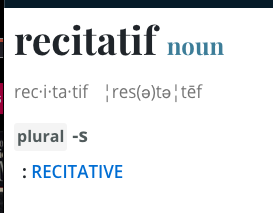 recitatif noun
rec·i·ta·tif ¦res(ə)tə¦tēf
plural -s
: RECITATIVE